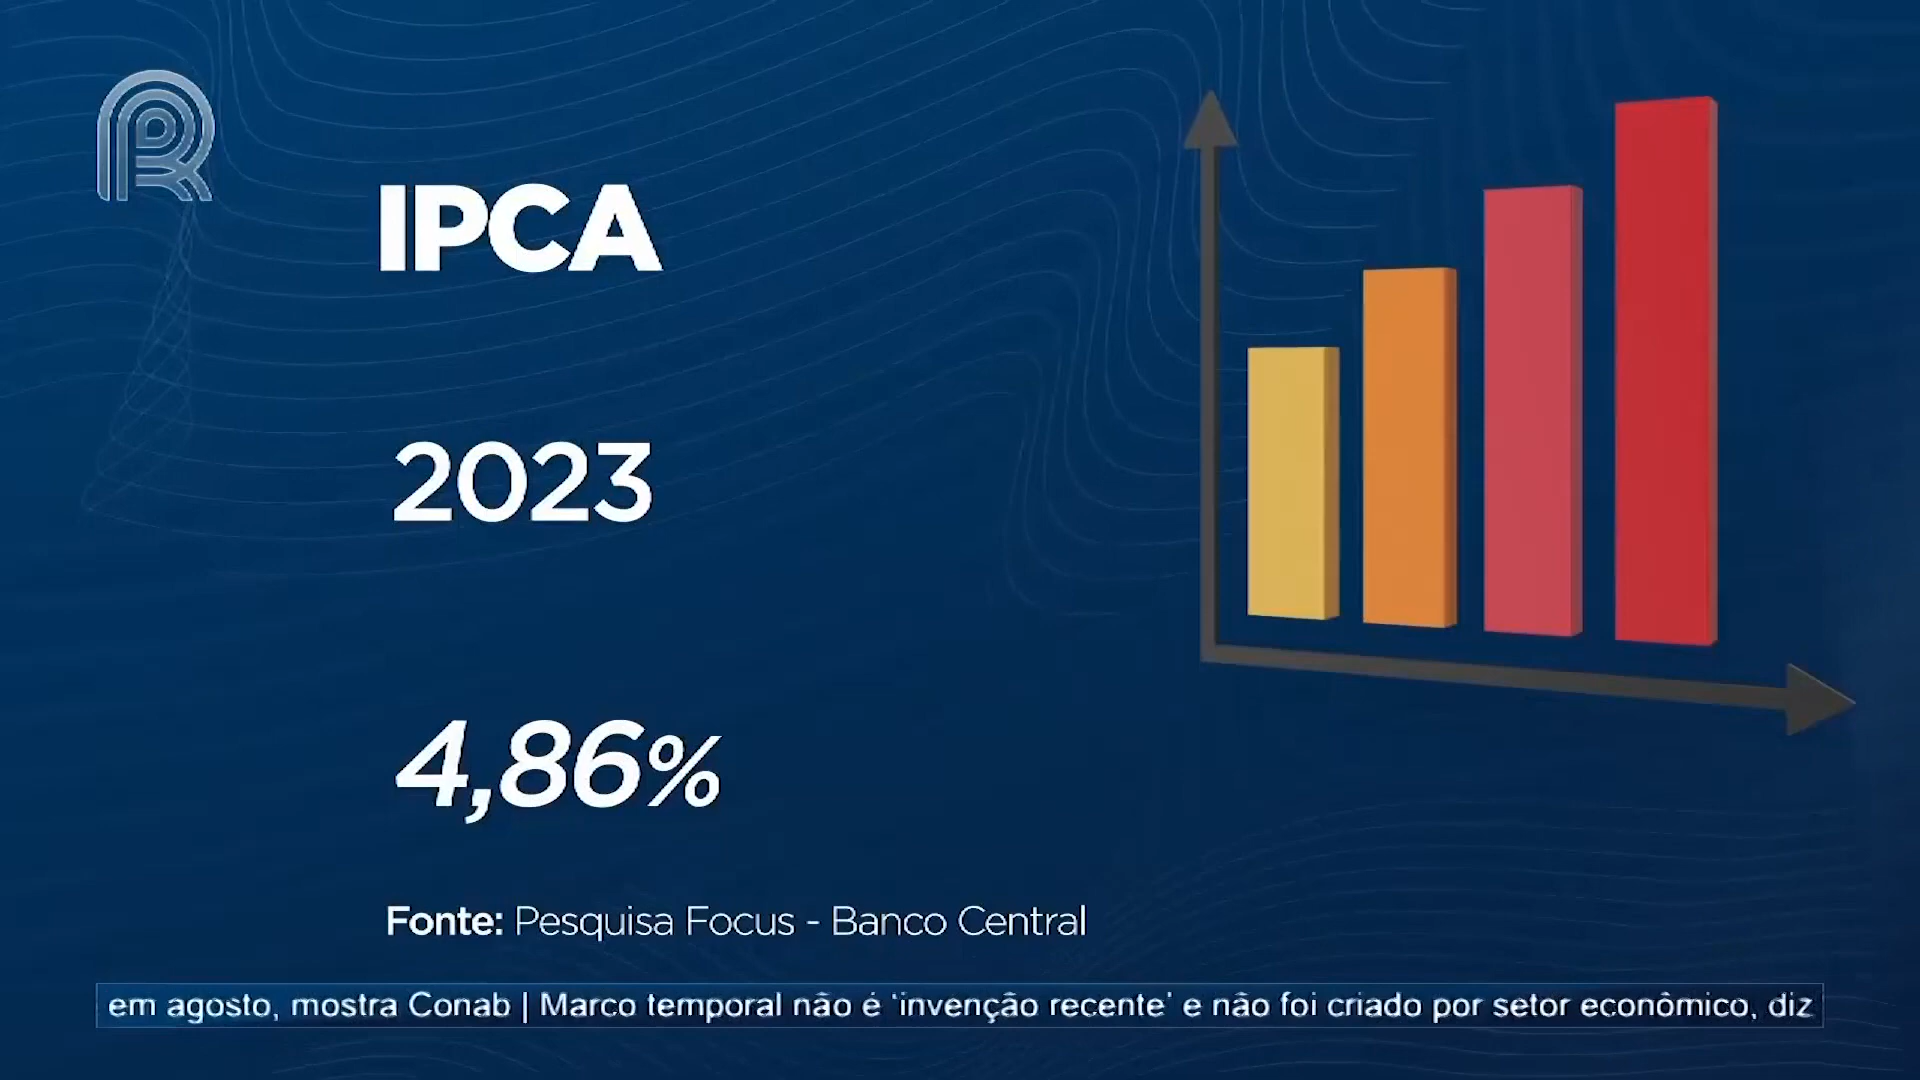 IPCA
2023
4,86%
Fonte: Pesquisa Focus - Banco Central
em agosto, mostra Conab | Marco temporal não é ‘invenção recente’ e não foi criado por setor econômico, diz